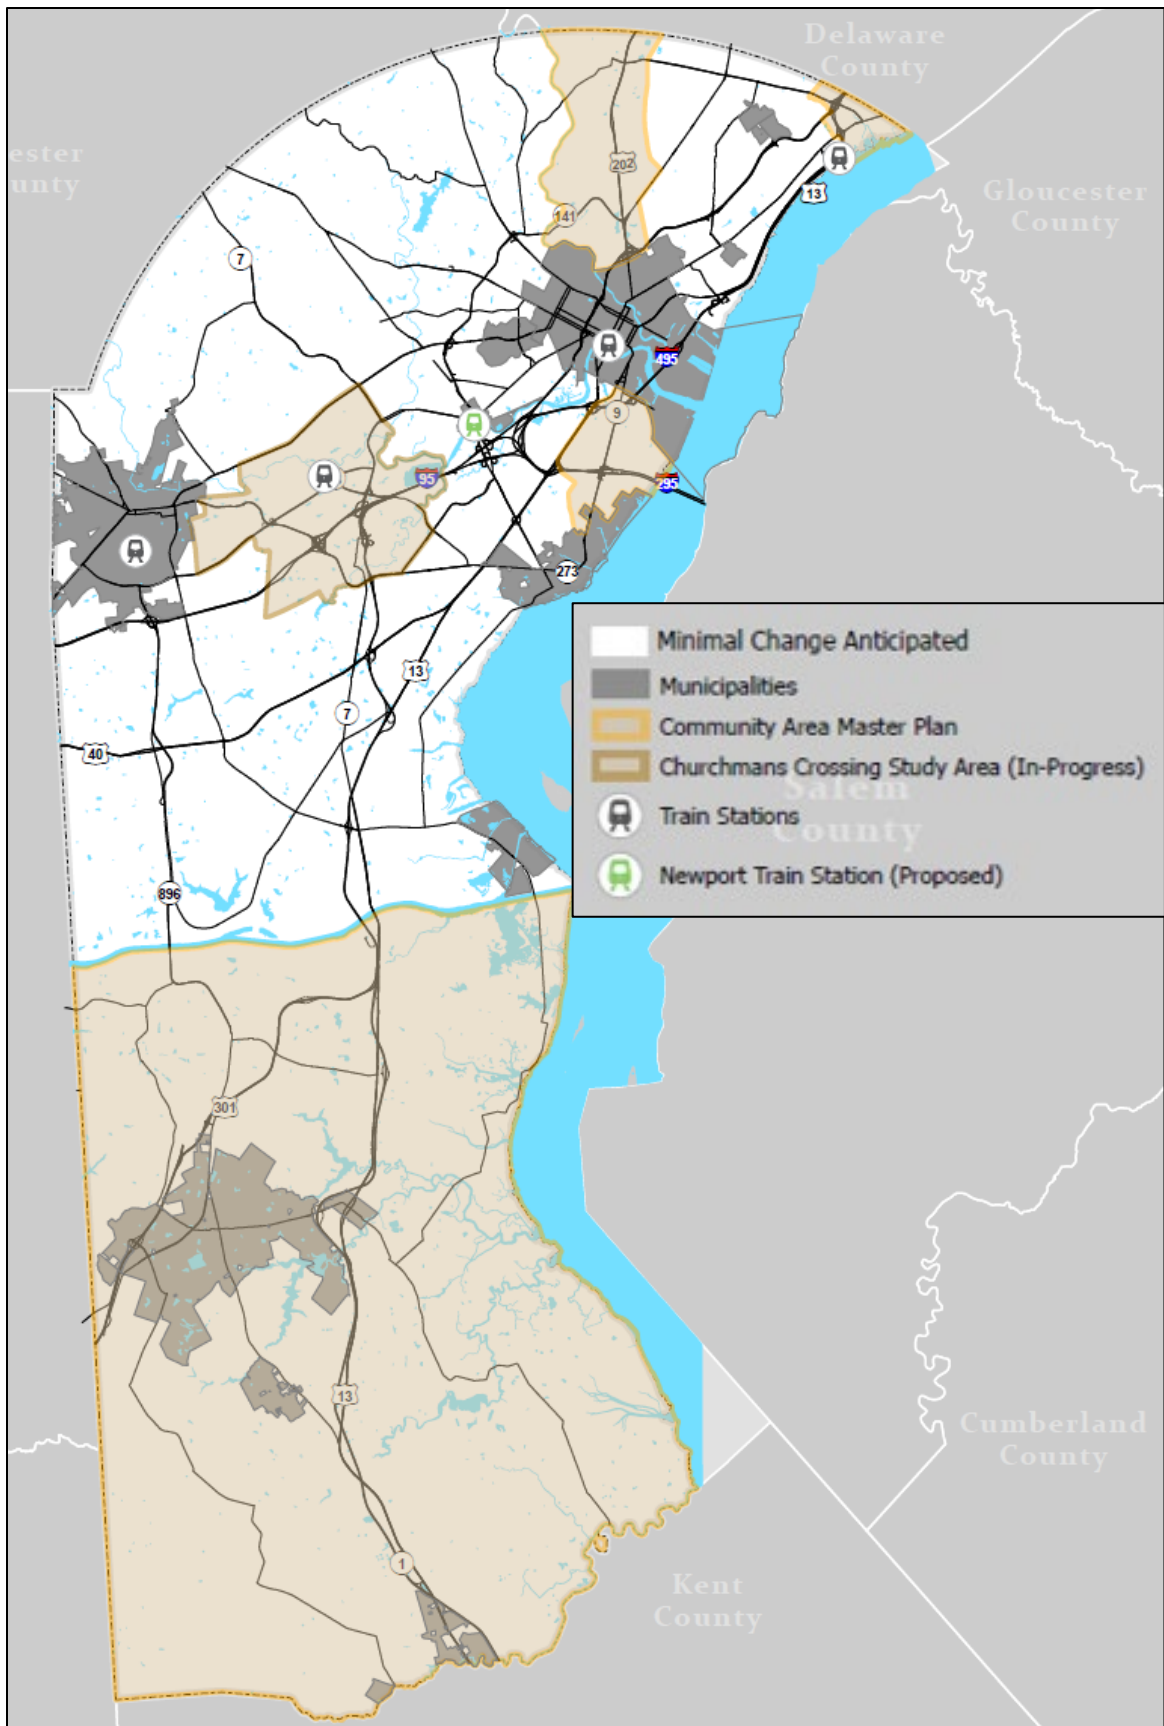 Delaware
County
ester
unty
202
Gloucester
County
13
141
7
495
9
95
295
273
Minimal Change Anticipated
Municipalities
Community Area Master Plan
Churchmans Crossing Study Area (In-Progress)
Salem
County
Train Stations
Newport Train Station (Proposed)
13
7
40
896
301
13
Cumberland
County
1
Kent
County